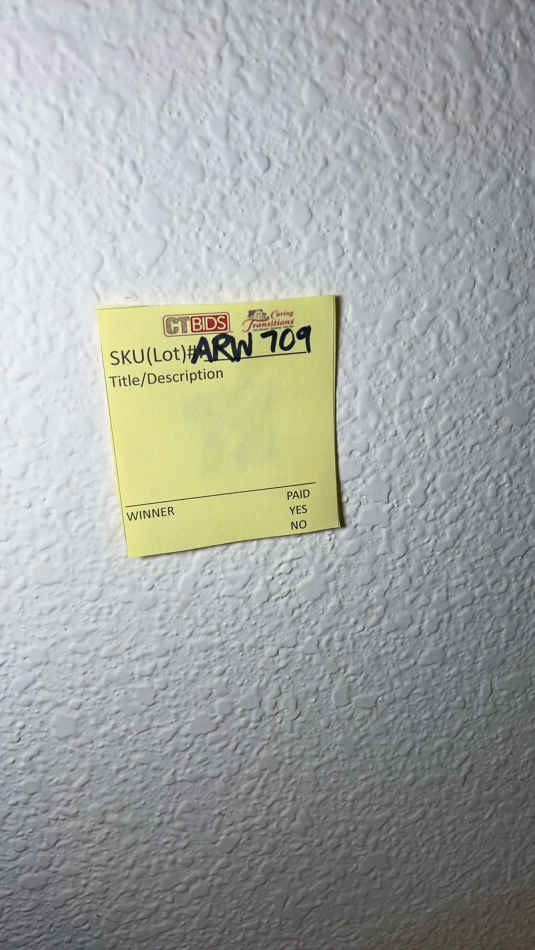 CTBIDS Caring Transitions
SKU(Lot)# ARW 709
Title/Description
PAID
WINNER YES
NO